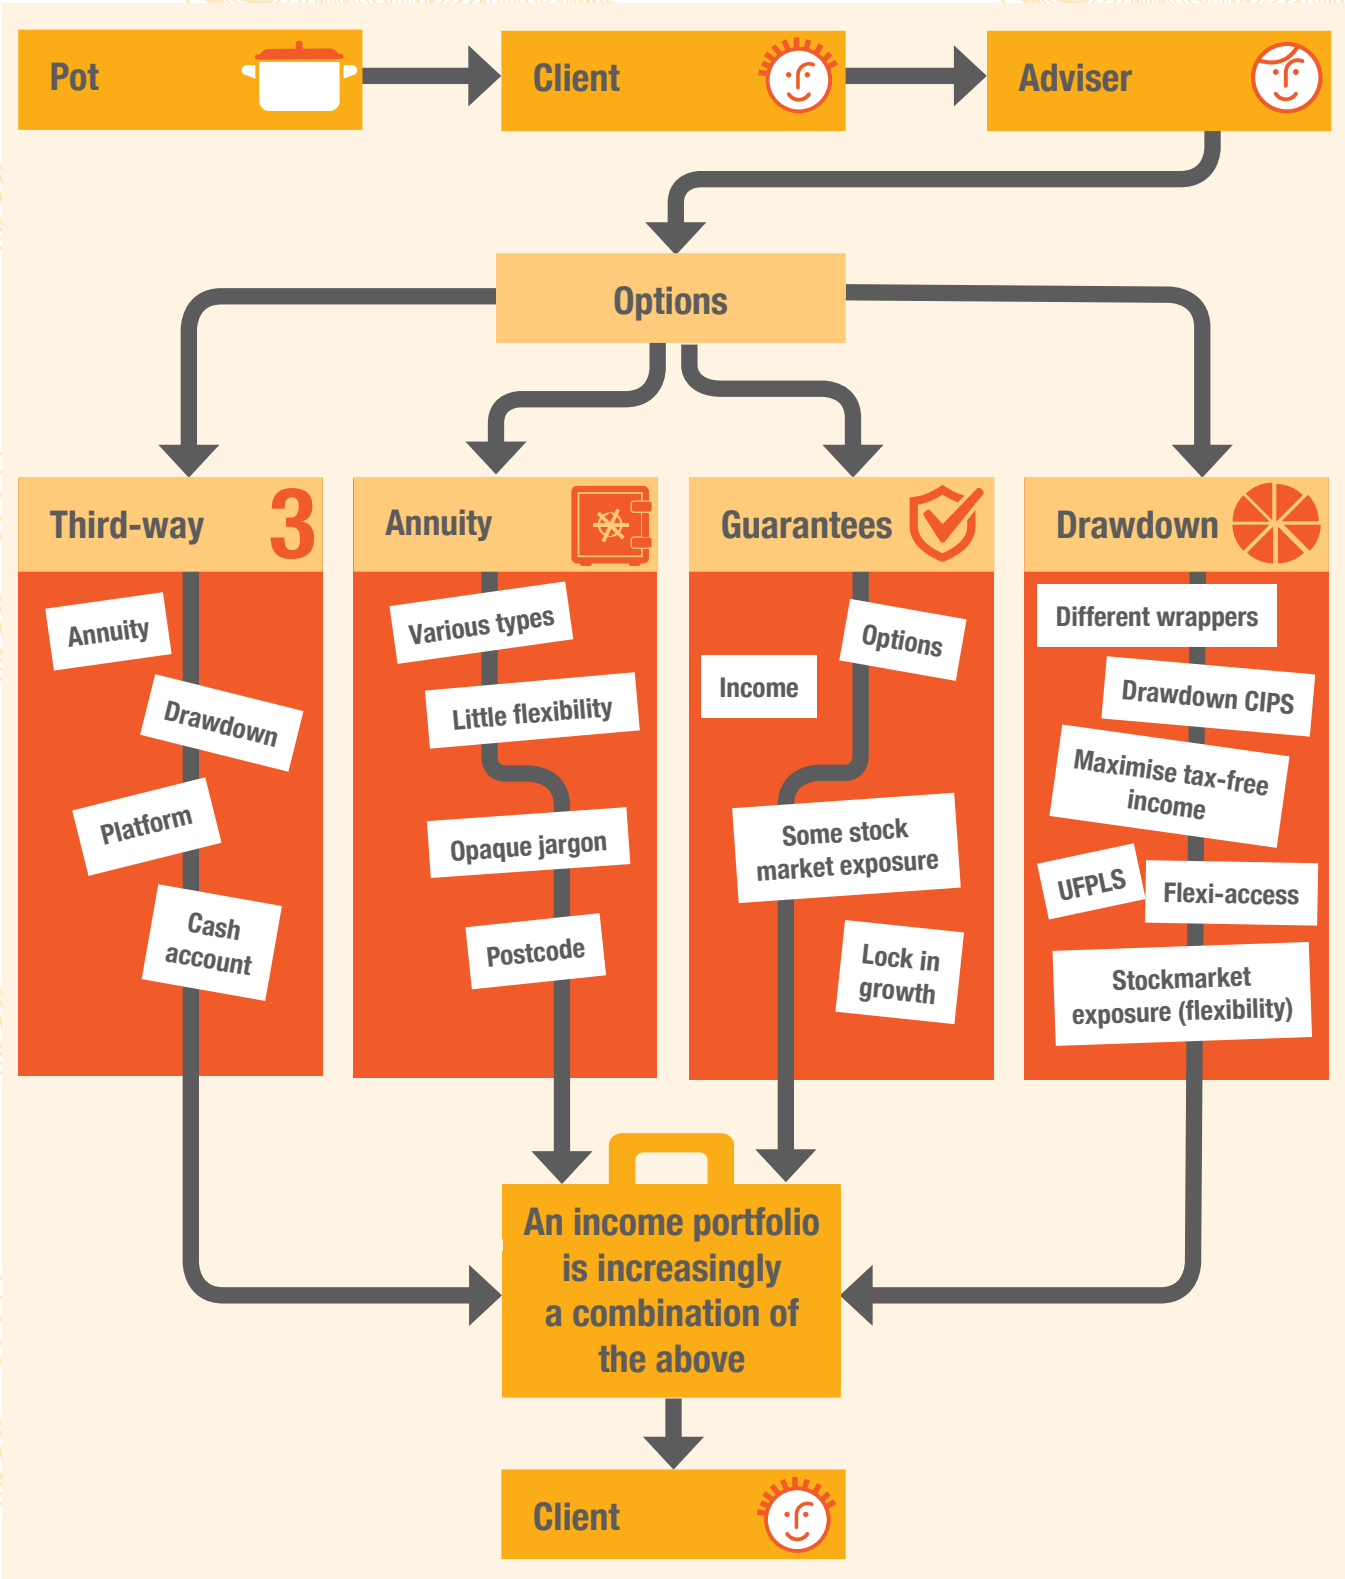 Pot
Client
Adviser
Options
Third-way
3
Annuity
Drawdown
Platform
Cash
account
Annuity
Various types
Little flexibility
Opaque jargon
Postcode
Guarantees
Options
Income
Some stock
market exposure
Lock in
growth
Drawdown
Different wrappers
Drawdown CIPS
Maximise tax-free
income
UFPLS
Flexi-access
Stockmarket
exposure (flexibility)
An income portfolio
is increasingly
a combination of
the above
Client